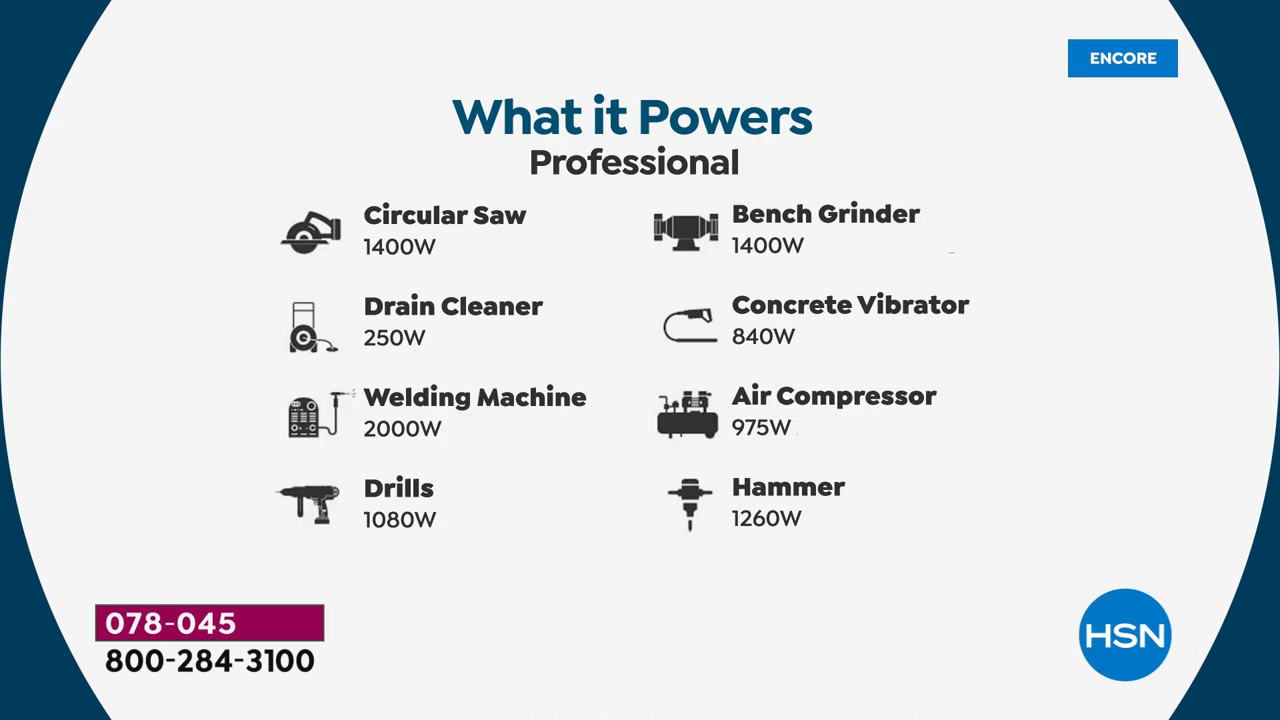 ENCORE
What it Powers
Professional
Circular Saw
1400W
Bench Grinder
1400W
Drain Cleaner
250W
Concrete Vibrator
840W
Welding Machine
2000W
Air Compressor
975W
Drills
1080W
Hammer
1260W
078-045
800-284-3100
HSN